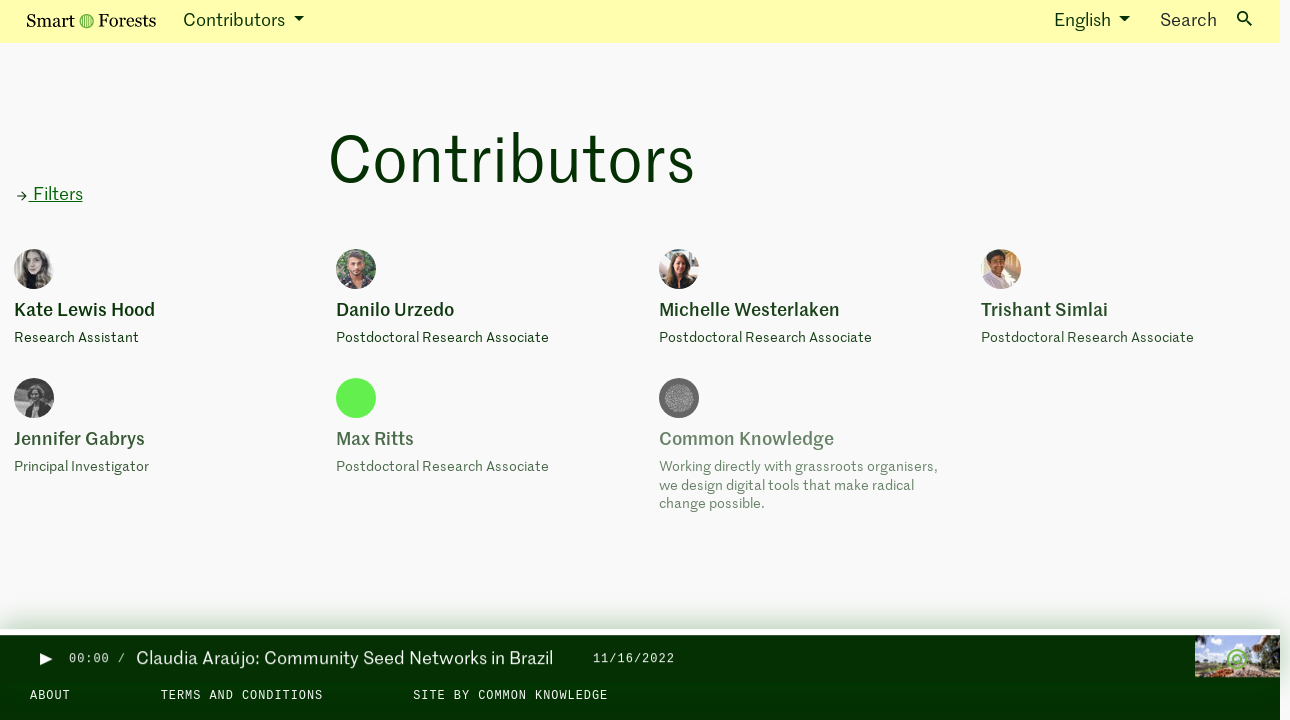 Smart Forests
Contributors
English
Search
Contributors
Filters
Kate Lewis Hood
Research Assistant
Danilo Urzedo
Postdoctoral Research Associate
Michelle Westerlaken
Postdoctoral Research Associate
Trishant Simlai
Postdoctoral Research Associate
Jennifer Gabrys
Principal Investigator
Max Ritts
Postdoctoral Research Associate
Common Knowledge
Working directly with grassroots organisers,
we design digital tools that make radical
change possible.
00:00 /
Claudia Araújo: Community Seed Networks in Brazil
11/16/2022
ABOUT
TERMS AND CONDITIONS
SITE BY COMMON KNOWLEDGE